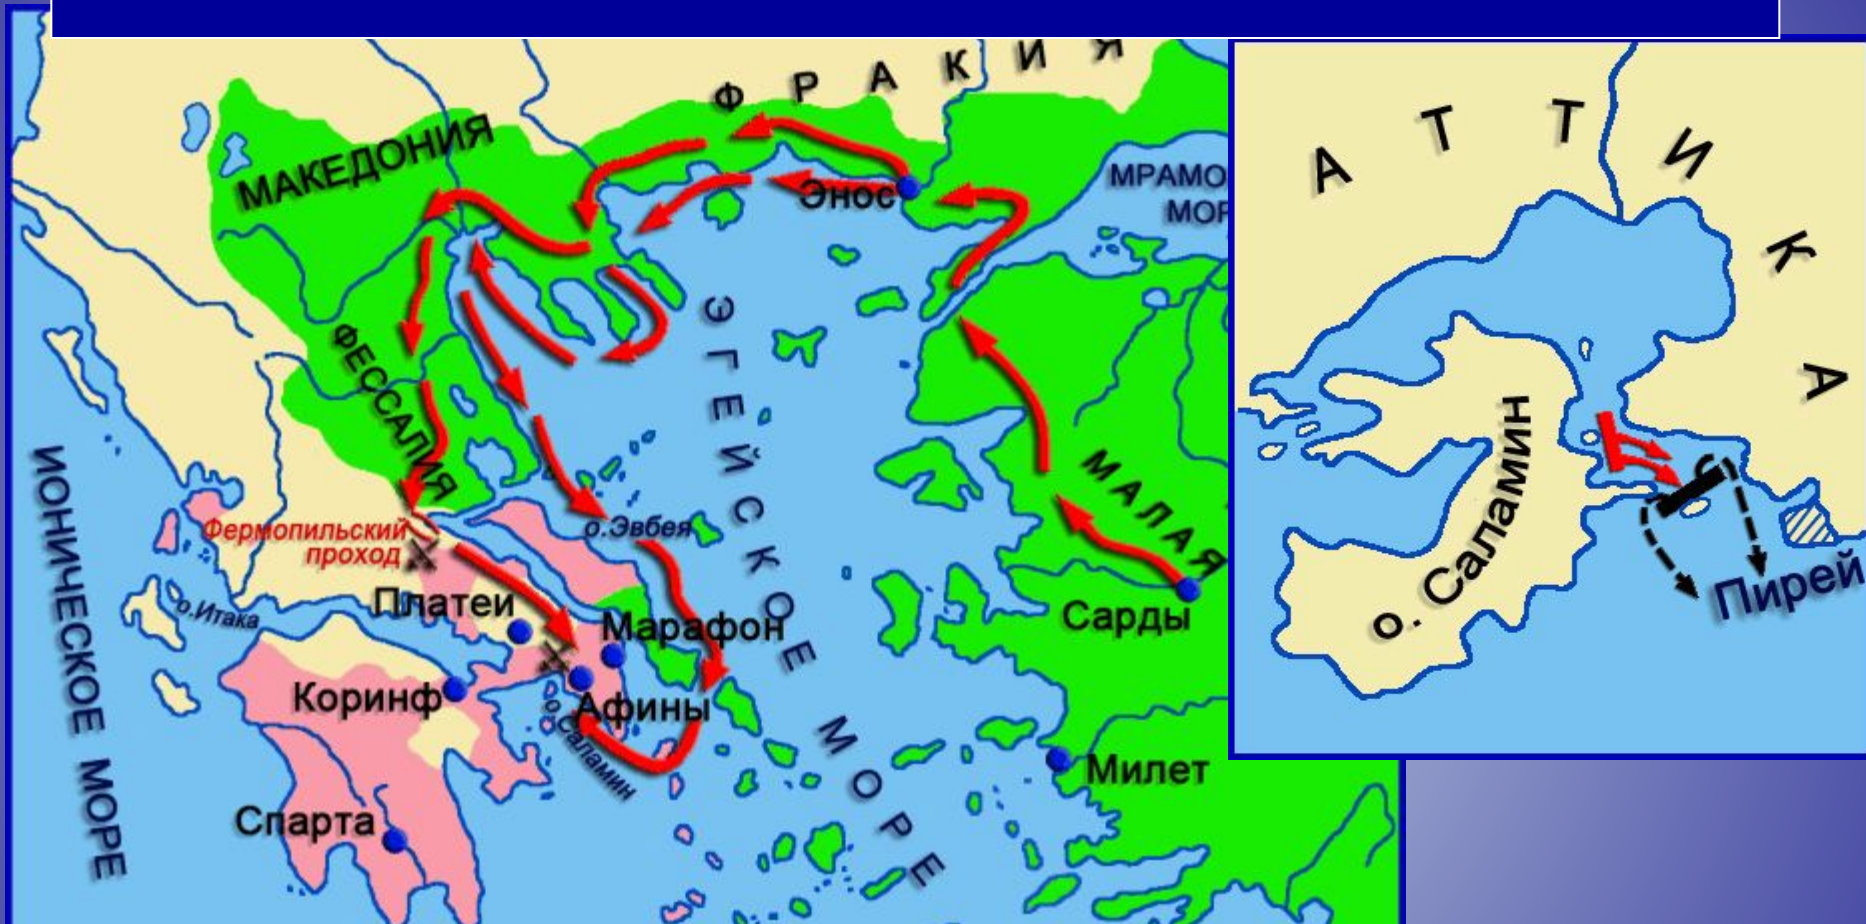 ФРАКИЯ
МАКЕДОНИЯ
Энос
МРАМО
МОР
ФЕССАЛИЯ
ЭГЕЙСКОЕ МОРЕ
ИОНИЧЕСКОЕ МОРЕ
МАЛАЯ
Фермопильский
проход
о.Эвбея
о.Итака
Платеи
Марафон
Сарды
Коринф
Афины
о.Саламин
Милет
Спарта
АТТИКА
о. Саламин
Пирей